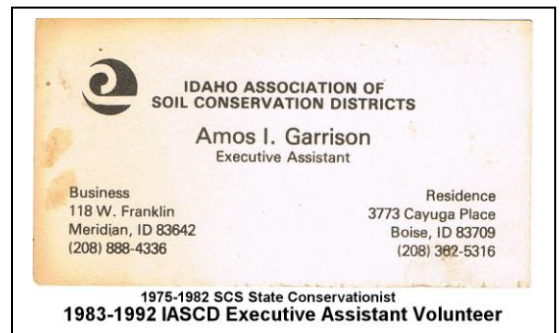 IDAHO ASSOCIATION OF
SOIL CONSERVATION DISTRICTS
Amos I. Garrison
Executive Assistant
Business
118 W. Franklin
Meridian, ID 83642
(208) 888-4336
Residence
3773 Cayuga Place
Boise, ID 83709
(208) 362-5316
1975-1982 SCS State Conservationist
1983-1992 IASCD Executive Assistant Volunteer